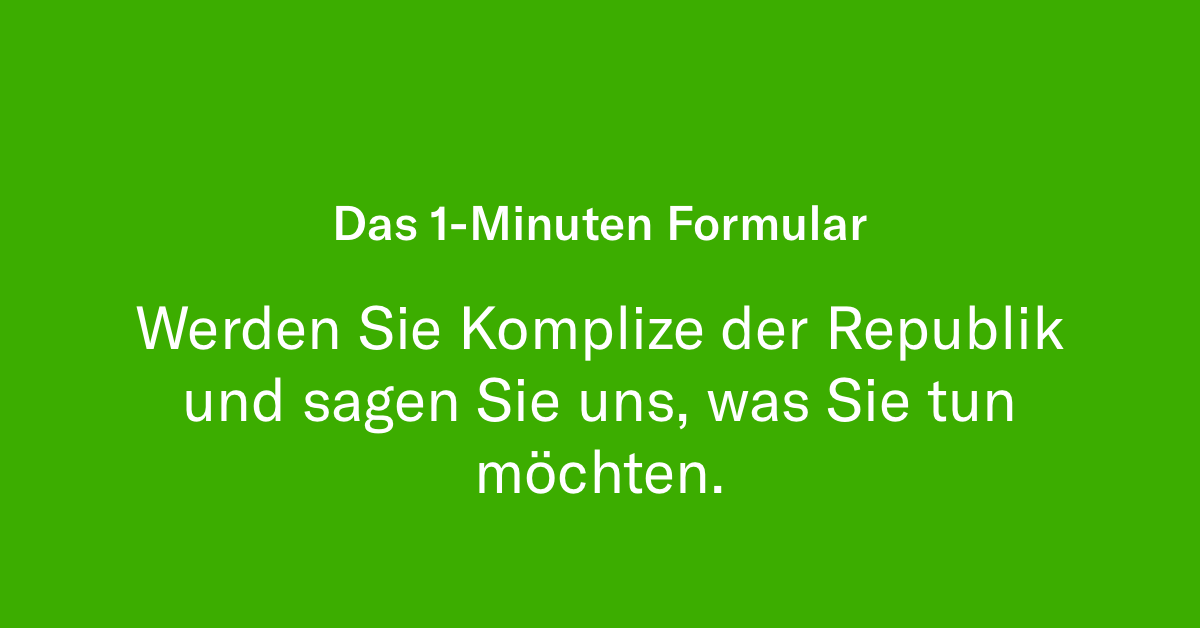 Das 1-Minuten Formular
Werden Sie Komplize der Republik
und sagen Sie uns, was Sie tun
möchten.